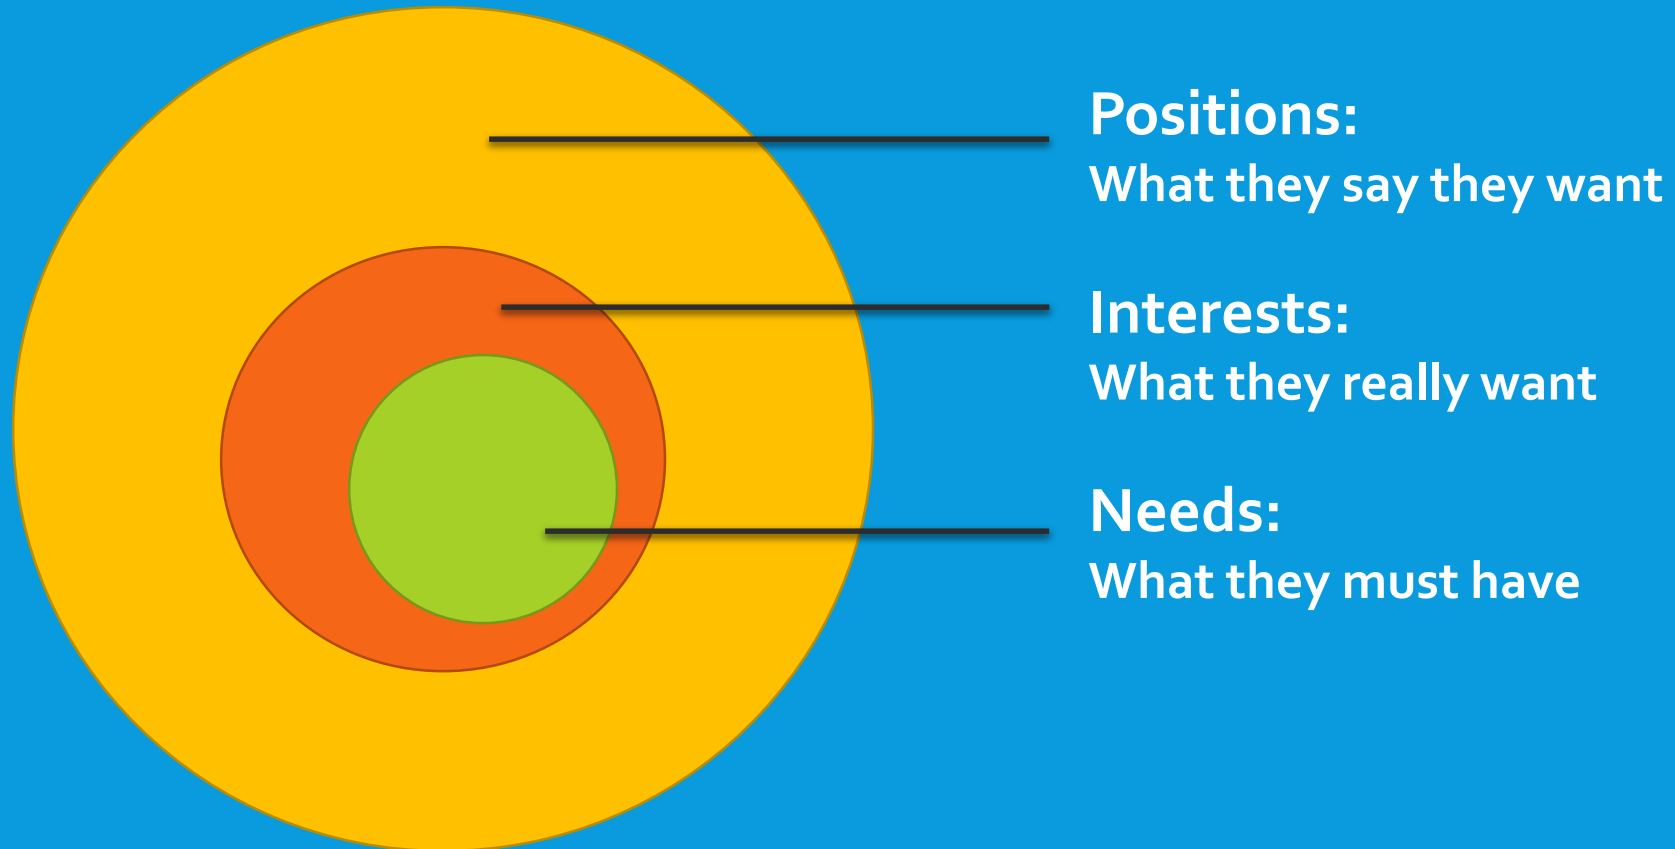 Positions:
What they say they want
Interests:
What they really want
Needs:
What they must have